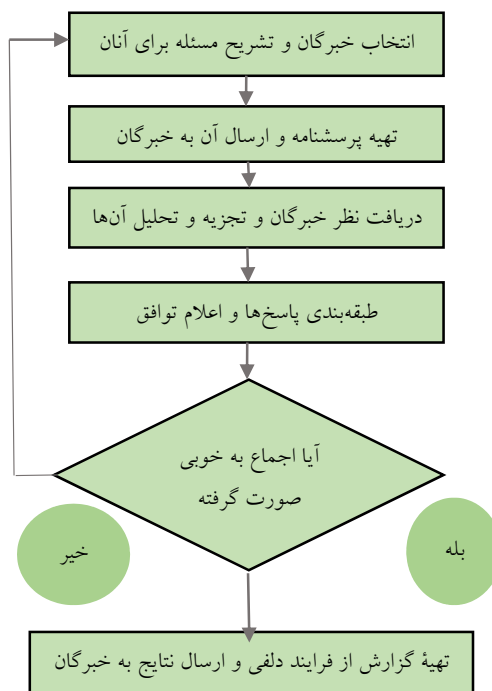 انتخاب خبرگان و تشریح مسئله برای آنان
تهیه پرسشنامه و ارسال آن به خبرگان
دریافت نظر خبرگان و تجزیه و تحلیل آن‌ها
طبقه‌بندی پاسخ‌ها و اعلام توافق
آیا اجماع به خوبی
صورت گرفته
بله
خیر
تهیۀ گزارش از فرایند دلفی و ارسال نتایج به خبرگان